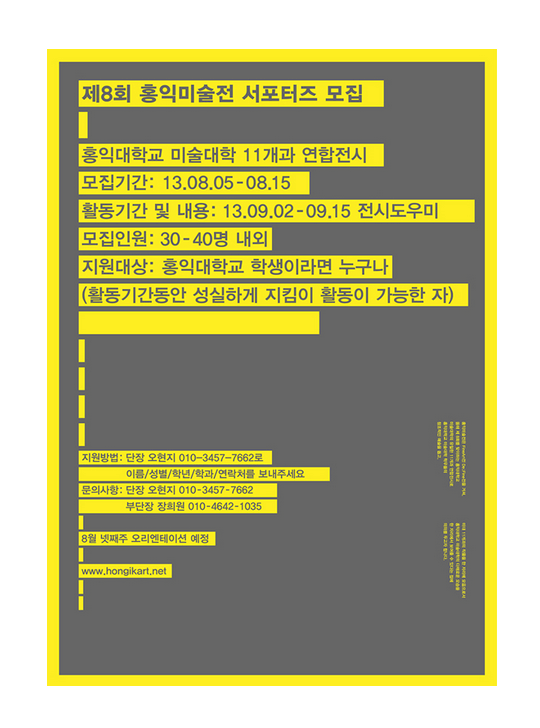 제8회 홍익미술전 서포터즈 모집
홍익대학교 미술대학 11개과 연합전시
모집기간: 13.08.05-08.15
활동기간 및 내용: 13.09.02-09.15 전시도우미
모집인원: 30-40명 내외
지원대상: 홍익대학교 학생이라면 누구나
(활동기간동안 성실하게 지킴이 활동이 가능한 자)
지원방법: 단장 오현지 010-3457-7662로
이름/성별/학년/학과/연락처를 보내주세요
문의사항: 단장 오현지 010-3457-7662
부단장 장희원 010-4642-1035
8월 넷째주 오리엔테이션 예정
www.hongikart.net